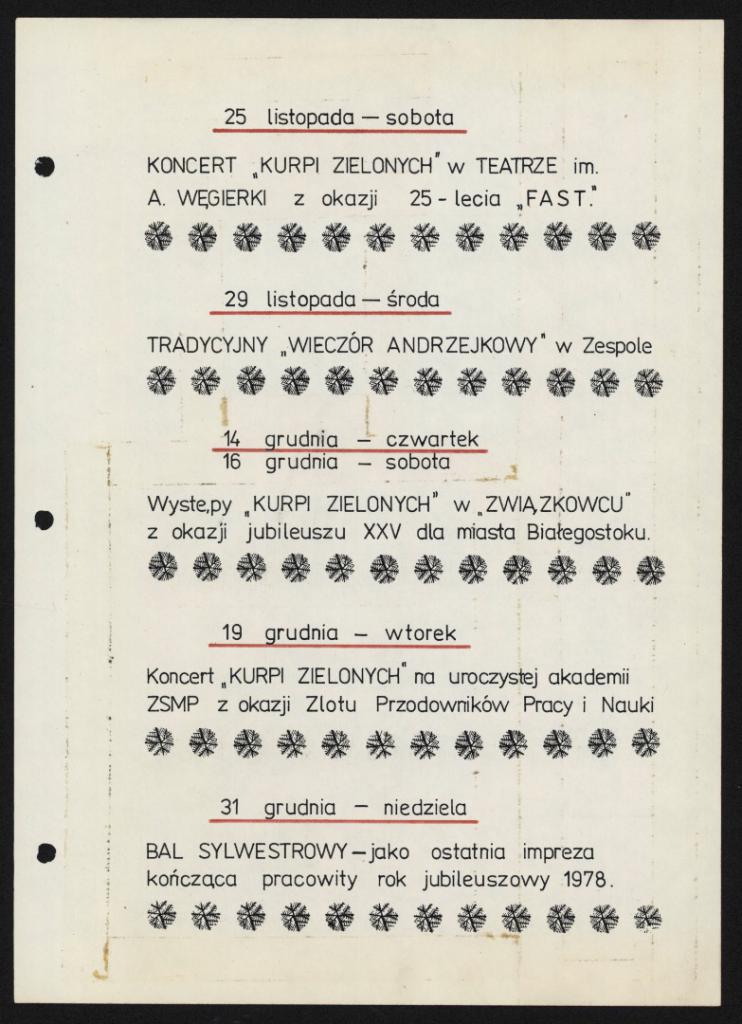 25 listopada — sobota
KONCERT „KURPI ZIELONYCH" w TEATRZE im.
A. WĘGIERKI z okazji 25 - lecia „FAST."
29 listopada — środa
TRADYCYJNY „WIECZÓR ANDRZEJKOWY" w Zespole
14 grudnia — czwartek
16 grudnia — sobota
Występy „KURPI ZIELONYCH" w „ZWIĄZKOWCU"
z okazji jubileuszu XXV dla miasta Białegostoku.
19 grudnia — wtorek
Koncert „KURPI ZIELONYCH" na uroczystej akademii
ZSMP z okazji Zlotu Przodowników Pracy i Nauki
31 grudnia — niedziela
BAL SYLWESTROWY — jako ostatnia impreza
kończąca pracowity rok jubileuszowy 1978.